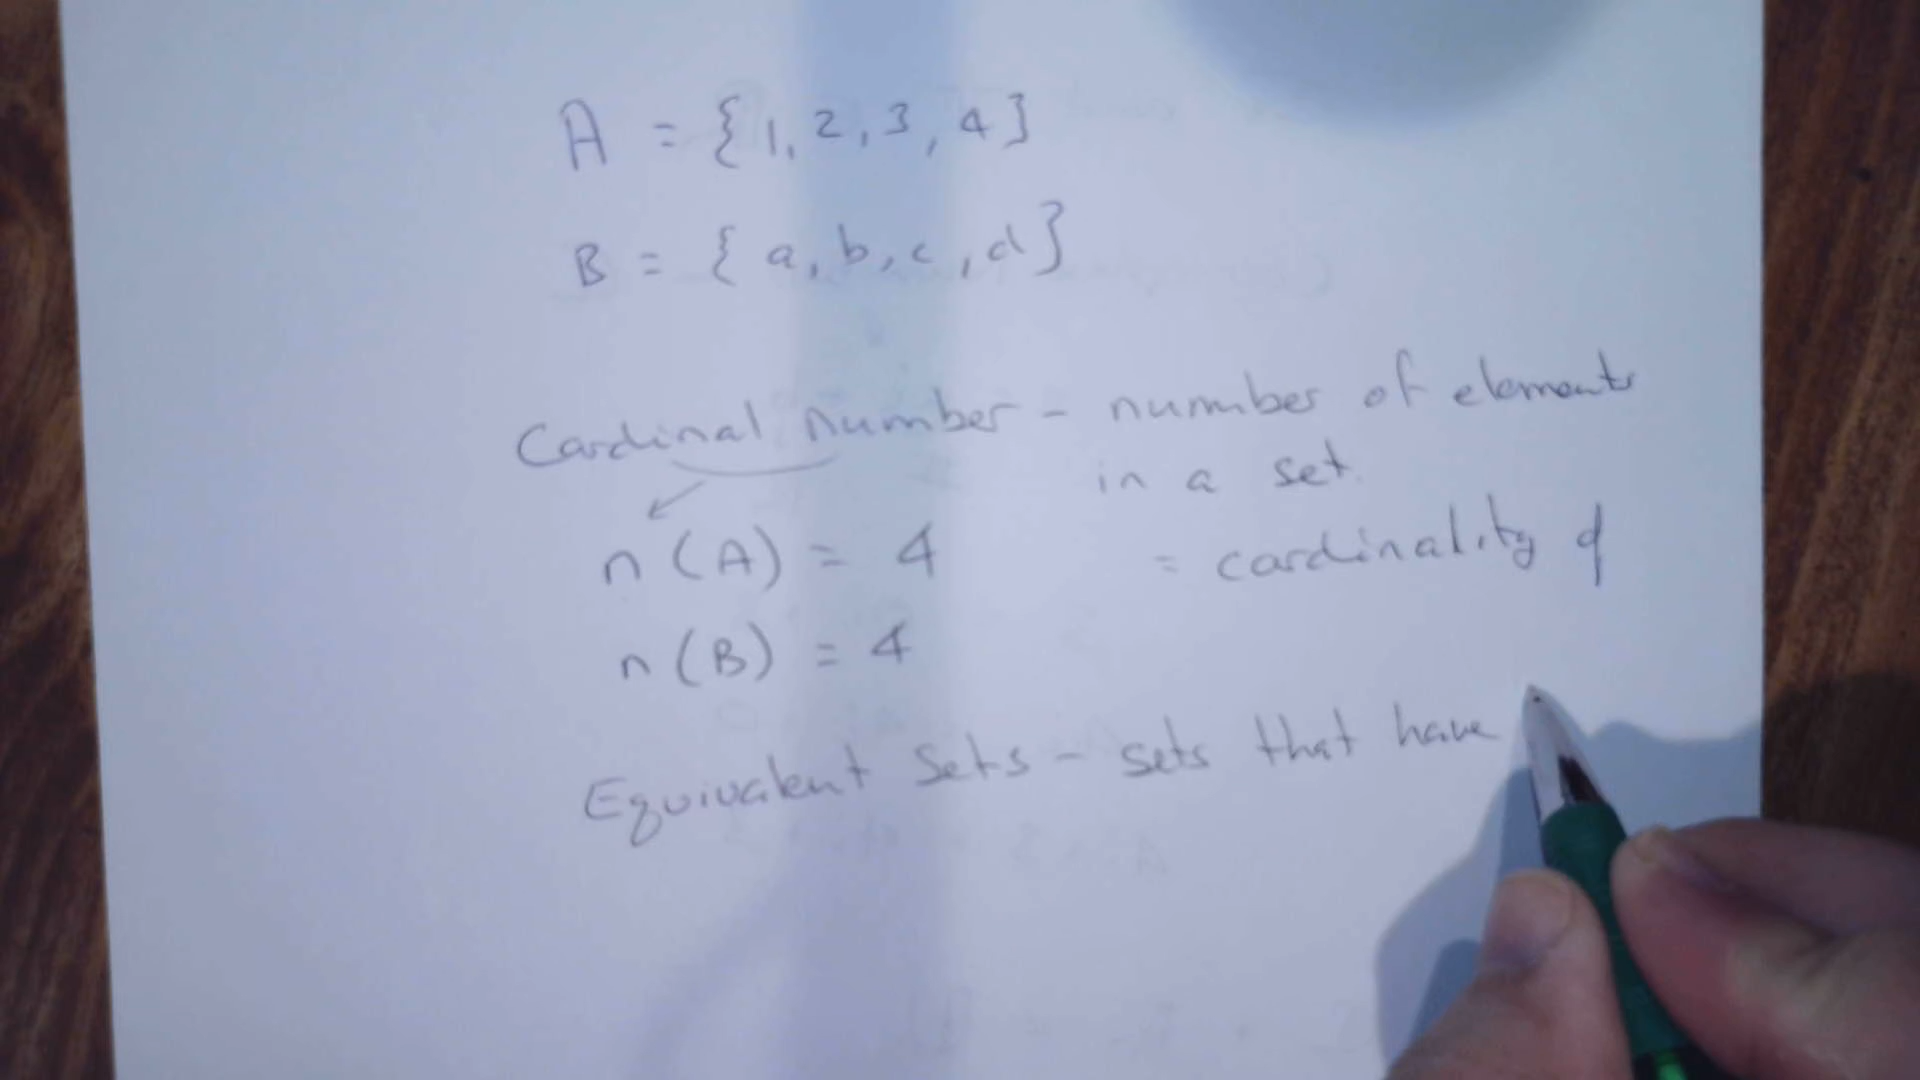 A = {1, 2, 3, 4}
B = {a, b, c, d}
Cardinal number - number of elements
in a set.
n(A) = 4 = cardinality of
n(B) = 4
Equivalent Sets - sets that have